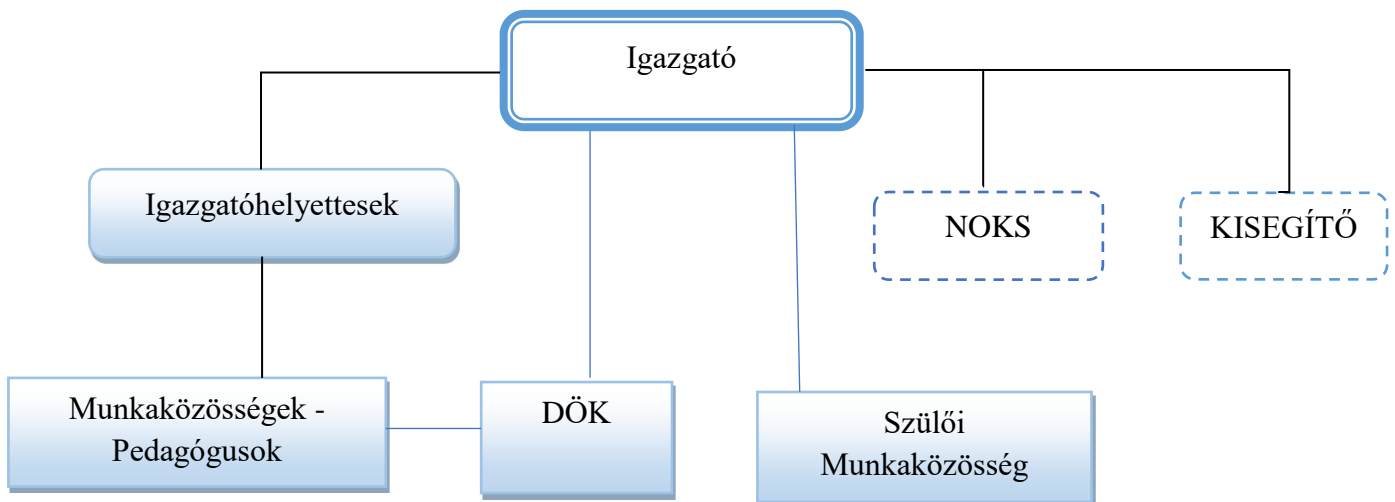 Igazgató
Igazgatóhelyettesek
NOKS
KISEGÍTŐ
Munkaközösségek -
Pedagógusok
DÖK
Szülői
Munkaközösség